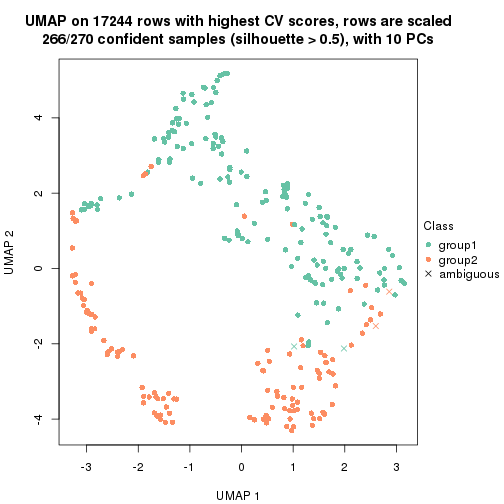 UMAP on 17244 rows with highest CV scores, rows are scaled
266/270 confident samples (silhouette > 0.5), with 10 PCs
4
2
0
-2
-4
UMAP 2
-3
-2
-1
0
1
2
3
UMAP 1
Class
group1
group2
ambiguous